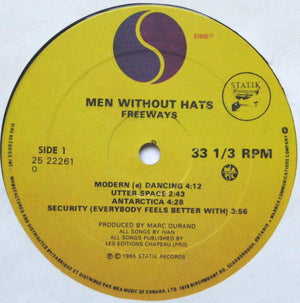 SIRE®
STATIK
MEN WITHOUT HATS
FREEWAYS
SIDE 1
25 22261
O
33 1/3 RPM
MAPL
MODERN (e) DANCING 4:12
UTTER SPACE 2:43
ANTARCTICA 4:28
SECURITY (EVERYBODY FEELS BETTER WITH) 3:56
PRODUCED BY MARC DURAND
ALL SONGS BY IVAN
ALL SONGS PUBLISHED BY
LES EDITIONS CHAPEAU (PRO)
℗ 1985 STATIK RECORDS